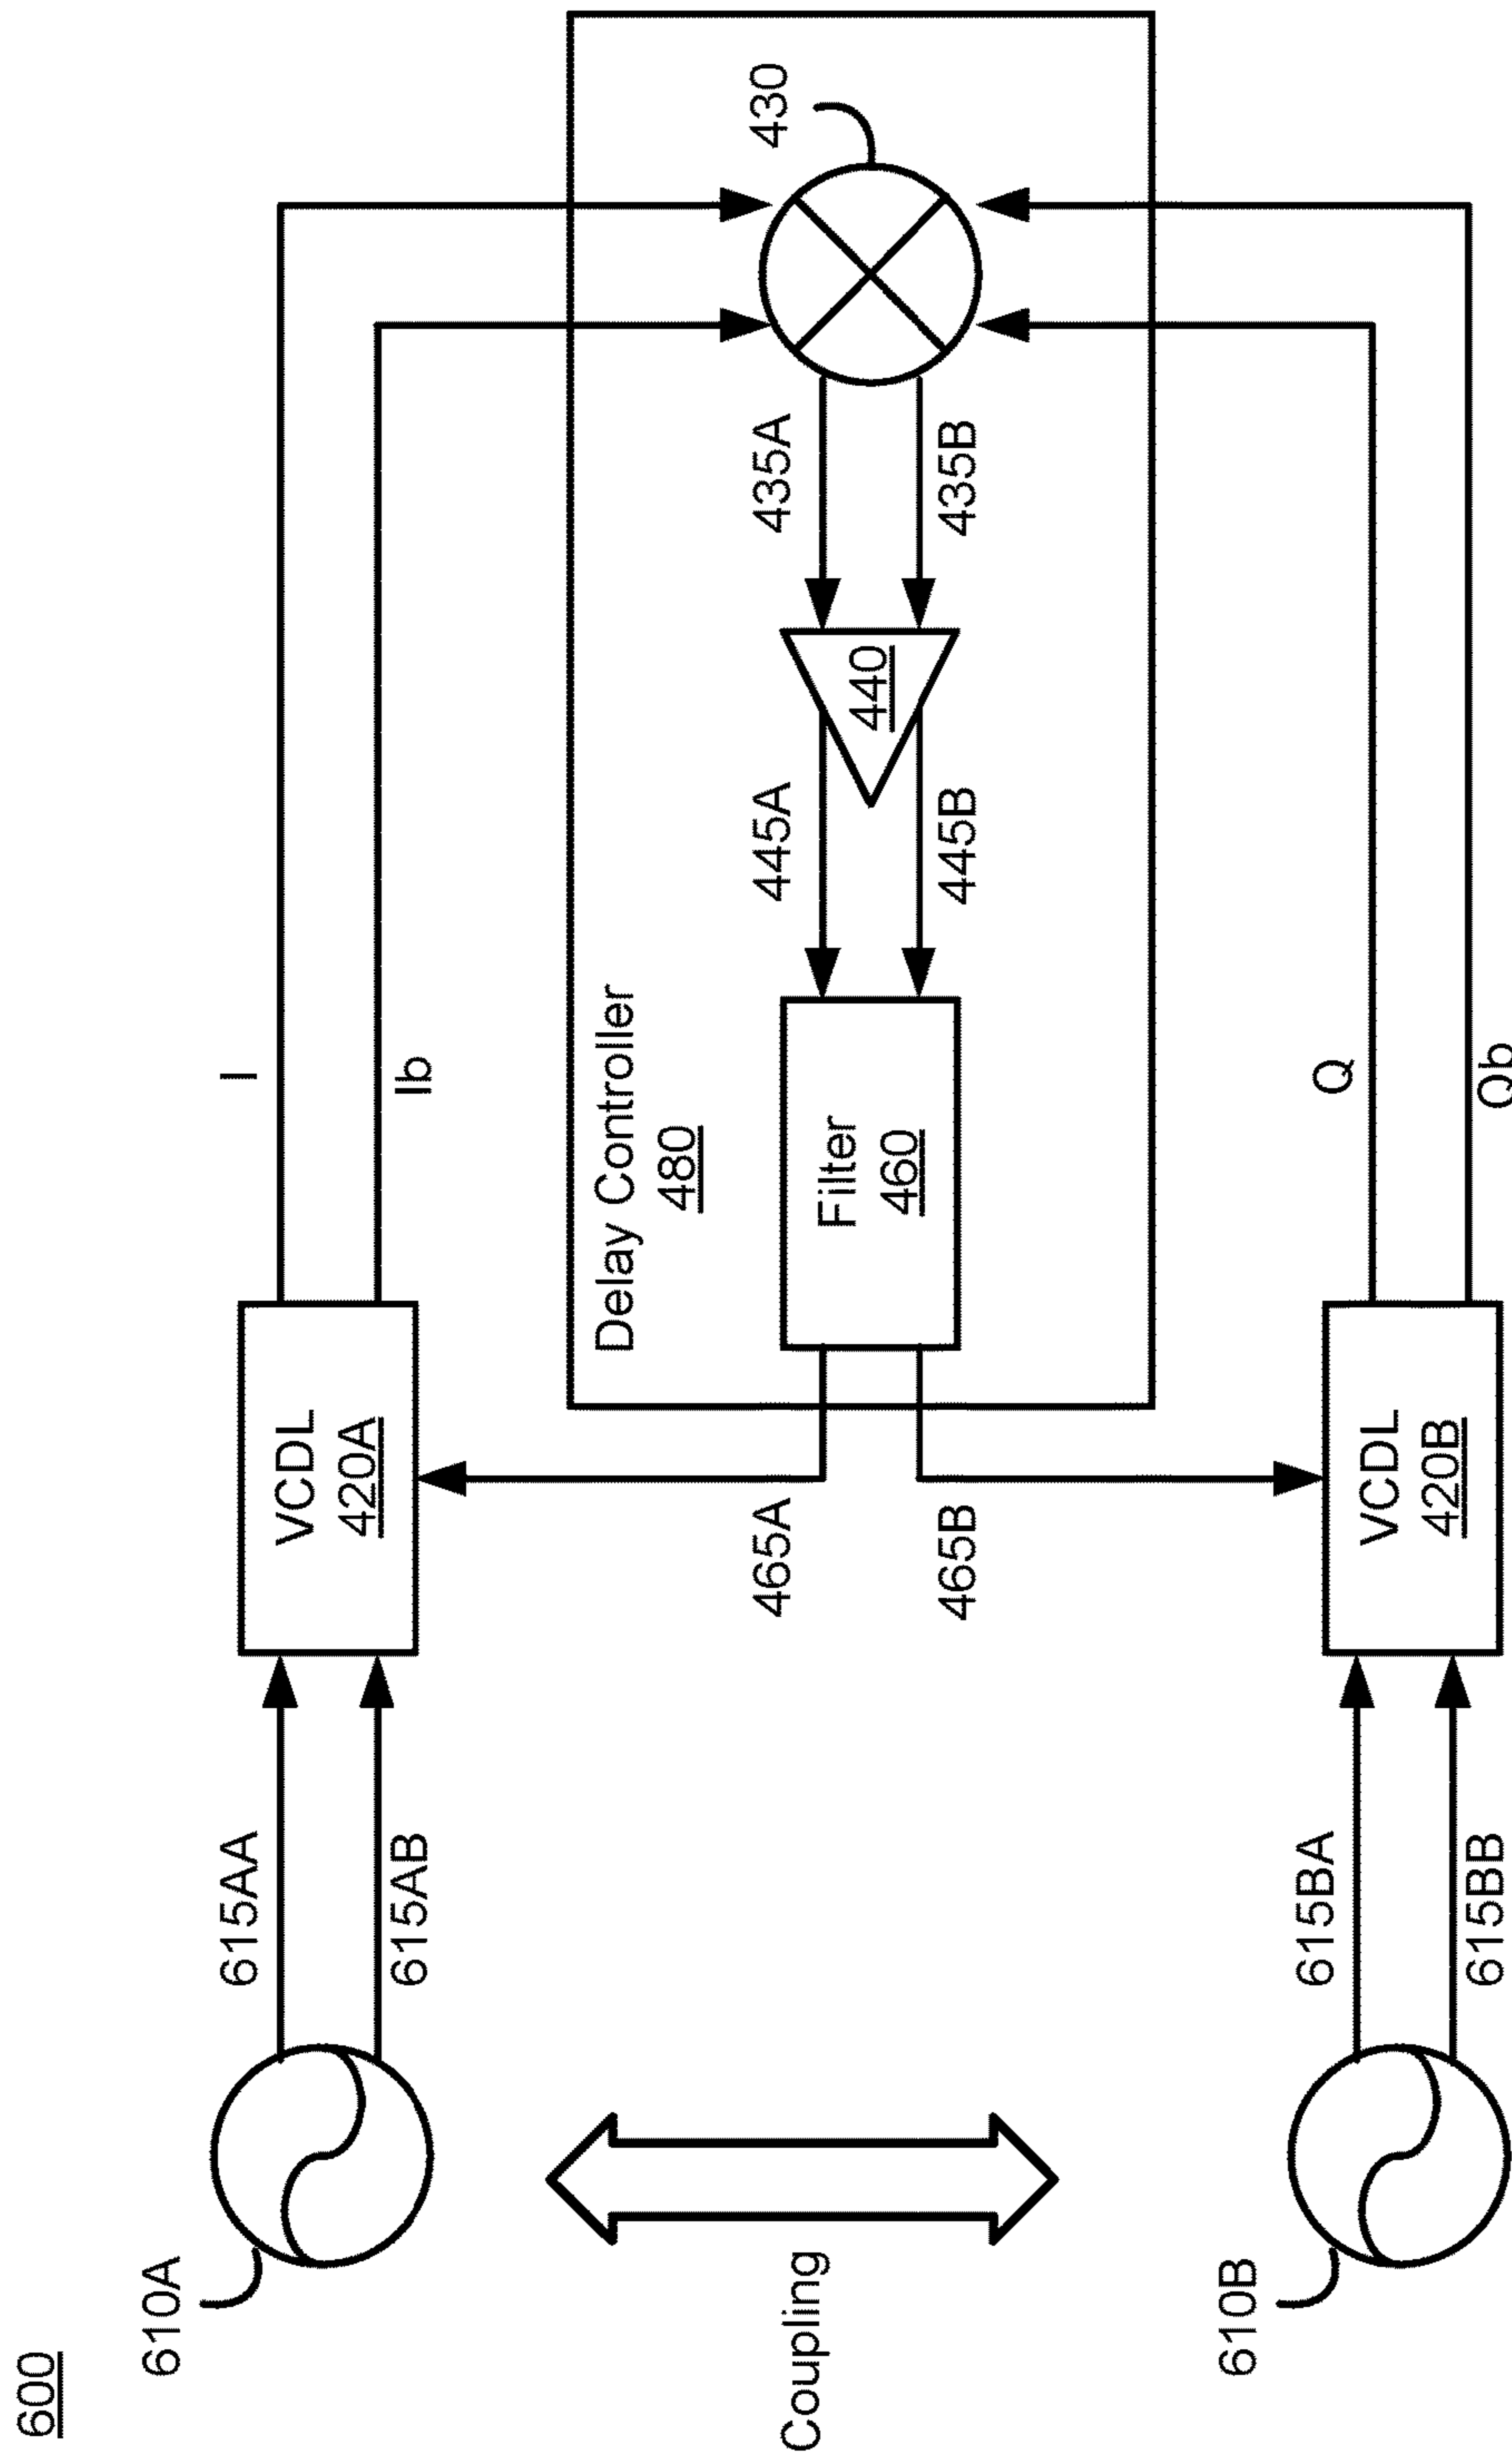 600
610A
615AA
615AB
VCDL
420A
I
Ib
Coupling
465A
465B
Delay Controller
480
Filter
460
445A
445B
440
435A
435B
430
610B
615BA
615BB
VCDL
420B
Q
Qb